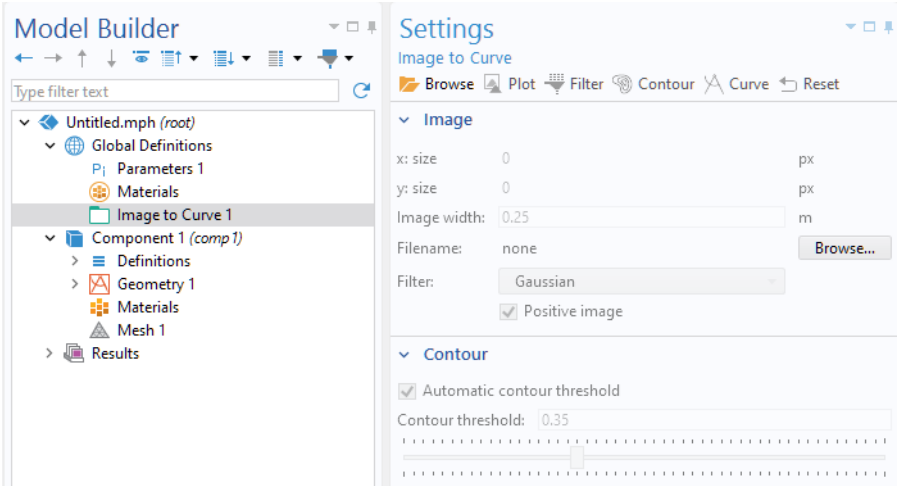 Model Builder
Type filter text
Untitled.mph (root)
Global Definitions
Pi Parameters 1
Materials
Image to Curve 1
Component 1 (comp1)
Definitions
Geometry 1
Materials
Mesh 1
Results
Settings
Image to Curve
Browse Plot Filter Contour Curve Reset
Image
x: size 0 px
y: size 0 px
Image width: 0.25 m
Filename: none Browse...
Filter: Gaussian
Positive image
Contour
Automatic contour threshold
Contour threshold: 0.35